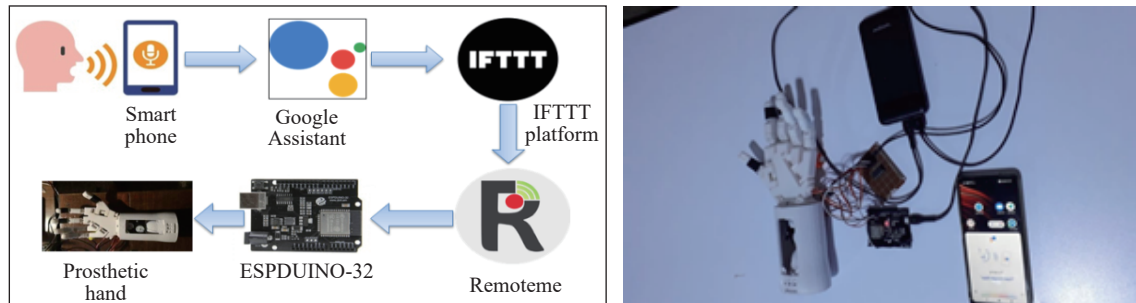 IFTTT
Smart
phone
Google
Assistant
IFTTT
platform
R
Prosthetic
hand
ESPDUINO-32
Remoteme